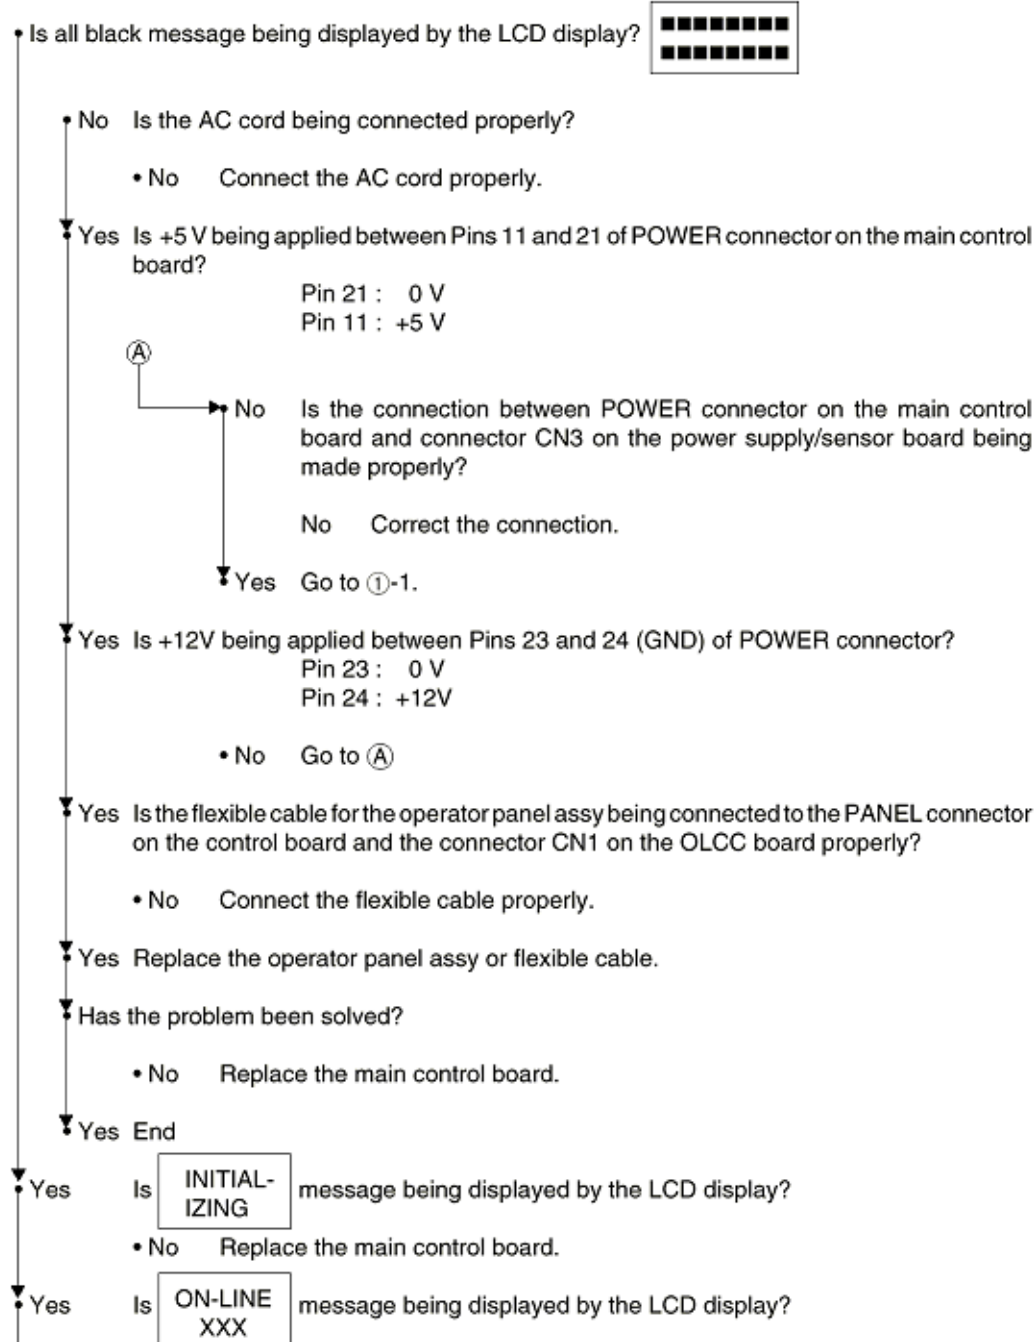 • Is all black message being displayed by the LCD display? ■■■■■■■■
■■■■■■■■
• No Is the AC cord being connected properly?
• No Connect the AC cord properly.
• Yes Is +5 V being applied between Pins 11 and 21 of POWER connector on the main control
board?
Pin 21 : 0 V
Pin 11 : +5 V
Ⓐ
• No Is the connection between POWER connector on the main control
board and connector CN3 on the power supply/sensor board being
made properly?
No Correct the connection.
• Yes Go to ①-1.
• Yes Is +12V being applied between Pins 23 and 24 (GND) of POWER connector?
Pin 23 : 0 V
Pin 24 : +12V
• No Go to Ⓐ
• Yes Is the flexible cable for the operator panel assy being connected to the PANEL connector
on the control board and the connector CN1 on the OLCC board properly?
• No Connect the flexible cable properly.
• Yes Replace the operator panel assy or flexible cable.
• Has the problem been solved?
• No Replace the main control board.
• Yes End
• Yes Is INITIAL- message being displayed by the LCD display?
IZING
• No Replace the main control board.
• Yes Is ON-LINE message being displayed by the LCD display?
XXX